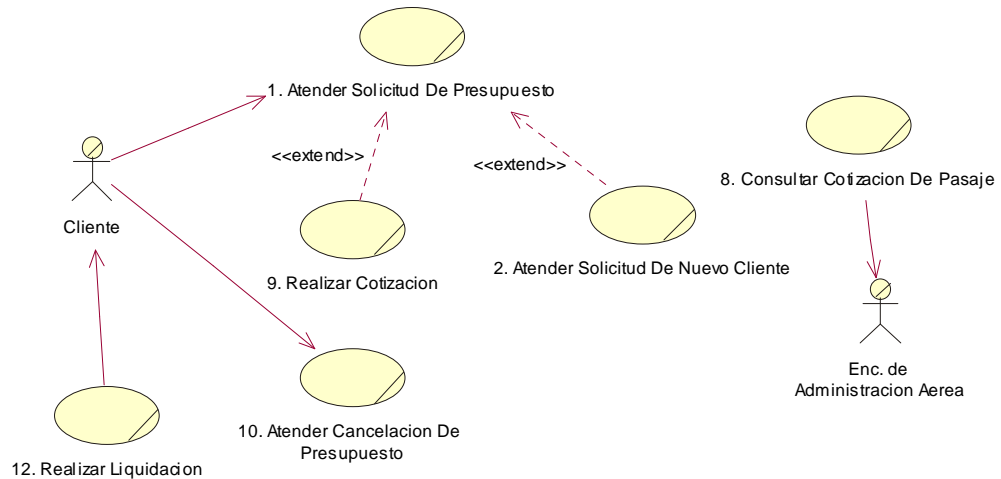 1. Atender Solicitud De Presupuesto
<<extend>>
<<extend>>
8. Consultar Cotizacion De Pasaje
Cliente
9. Realizar Cotizacion
2. Atender Solicitud De Nuevo Cliente
Enc. de
Administracion Aerea
10. Atender Cancelacion De
Presupuesto
12. Realizar Liquidacion